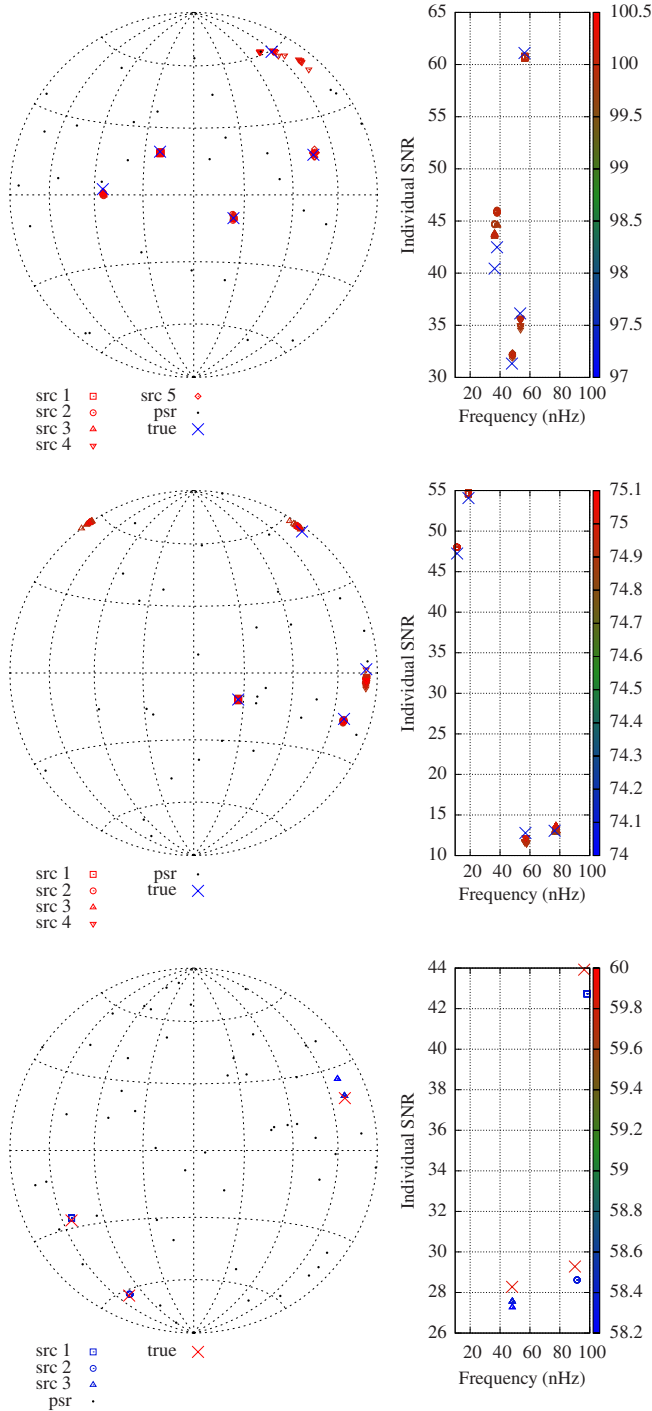 65
60
55
50
45
40
35
30
Individual SNR
20 40 60 80 100
Frequency (nHz)
100.5
100
99.5
99
98.5
98
97.5
97
src 1
src 2
src 3
src 4
src 5
psr
true
55
50
45
40
35
30
25
20
15
10
Individual SNR
20 40 60 80 100
Frequency (nHz)
75.1
75
74.9
74.8
74.7
74.6
74.5
74.4
74.3
74.2
74.1
74
src 1
src 2
src 3
src 4
psr
true
44
42
40
38
36
34
32
30
28
26
Individual SNR
20 40 60 80 100
Frequency (nHz)
60
59.8
59.6
59.4
59.2
59
58.8
58.6
58.4
58.2
src 1
src 2
src 3
psr
true